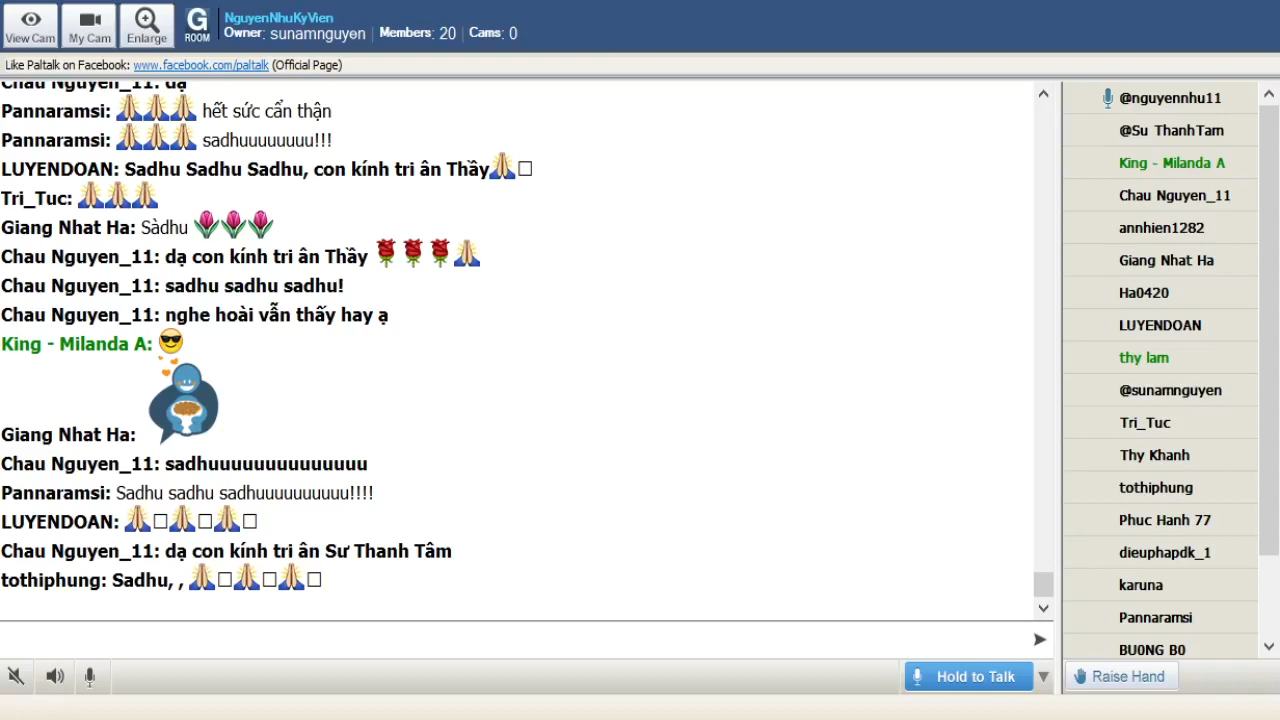 View Cam
My Cam
Enlarge
G
ROOM
NguyenNhuKyVien
Owner: sunamnguyen | Members: 20 | Cams: 0
Like Paltalk on Facebook: www.facebook.com/paltalk (Official Page)
Chau Nguyen_11: dạ
Pannaramsi: 🙏🙏🙏 hết sức cẩn thận
Pannaramsi: 🙏🙏🙏 sadhuuuuuuuu!!!
LUYENDOAN: Sadhu Sadhu Sadhu, con kính tri ân Thầy🙏□
Tri_Tuc: 🙏🙏🙏
Giang Nhat Ha: Sàdhu 🌷🌷🌷
Chau Nguyen_11: dạ con kính tri ân Thầy 🌹🌹🌹🙏
Chau Nguyen_11: sadhu sadhu sadhu!
Chau Nguyen_11: nghe hoài vẫn thấy hay ạ
King - Milanda A: 😎
Giang Nhat Ha:
Chau Nguyen_11: sadhuuuuuuuuuuuuuu
Pannaramsi: Sadhu sadhu sadhuuuuuuuuuu!!!!
LUYENDOAN: 🙏□🙏□🙏□
Chau Nguyen_11: dạ con kính tri ân Sư Thanh Tâm
tothiphung: Sadhu, , 🙏□🙏□🙏□
Hold to Talk
@nguyennhu11
@Su ThanhTam
King - Milanda A
Chau Nguyen_11
annhien1282
Giang Nhat Ha
Ha0420
LUYENDOAN
thy lam
@sunamnguyen
Tri_Tuc
Thy Khanh
tothiphung
Phuc Hanh 77
dieuphapdk_1
karuna
Pannaramsi
BU0NG B0
Raise Hand